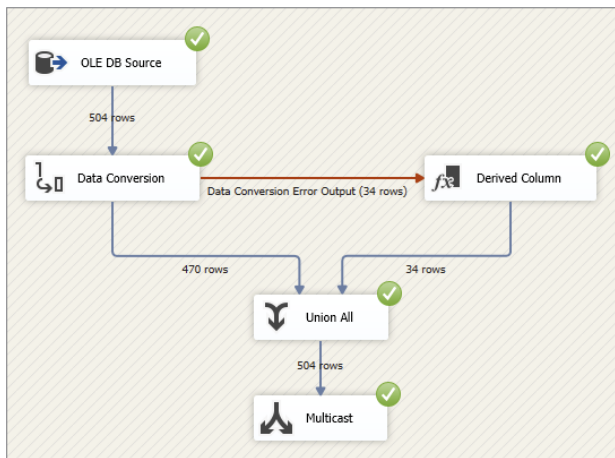 OLE DB Source
504 rows
Data Conversion
Data Conversion Error Output (34 rows)
Derived Column
470 rows
34 rows
Union All
504 rows
Multicast